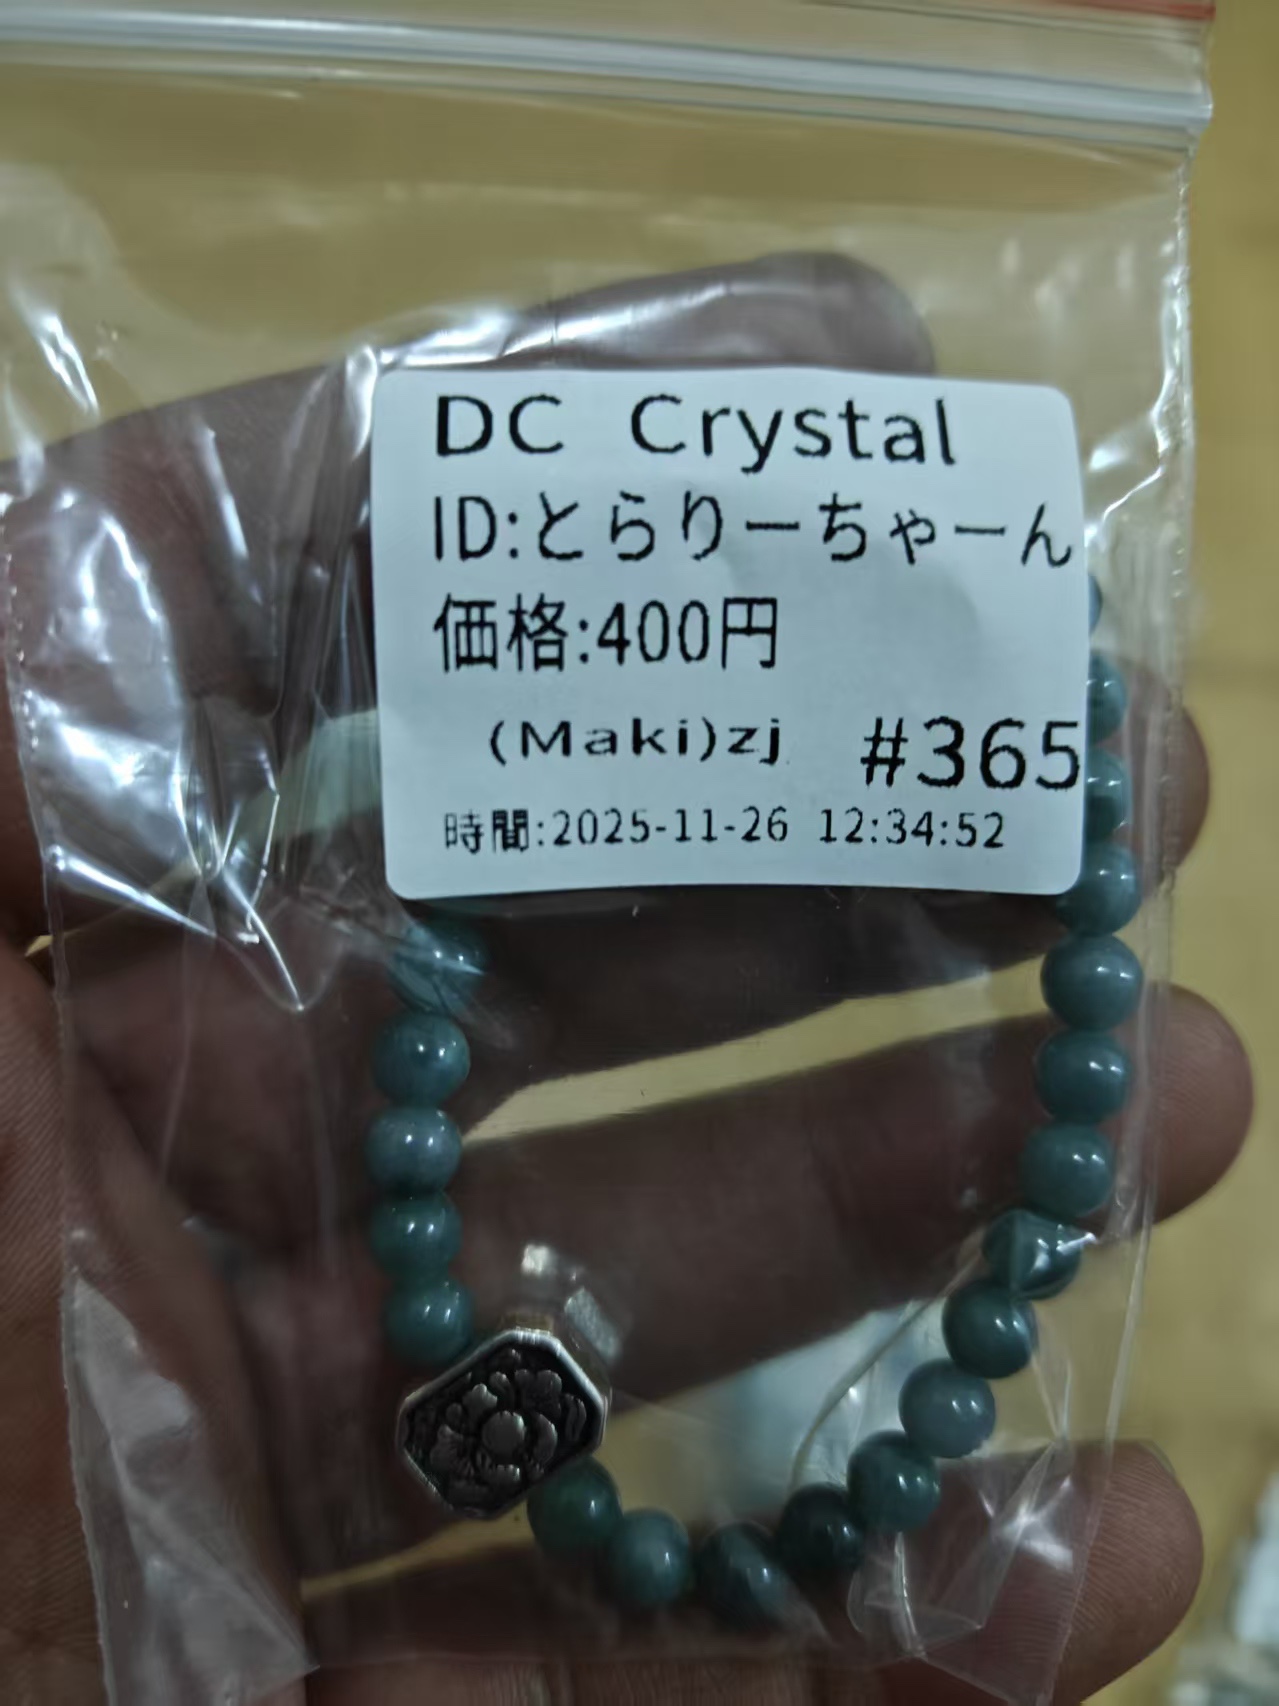 DC Crystal
ID:とらりーちゃーん
価格:400円
(Maki)zj #365
時間:2025-11-26 12:34:52